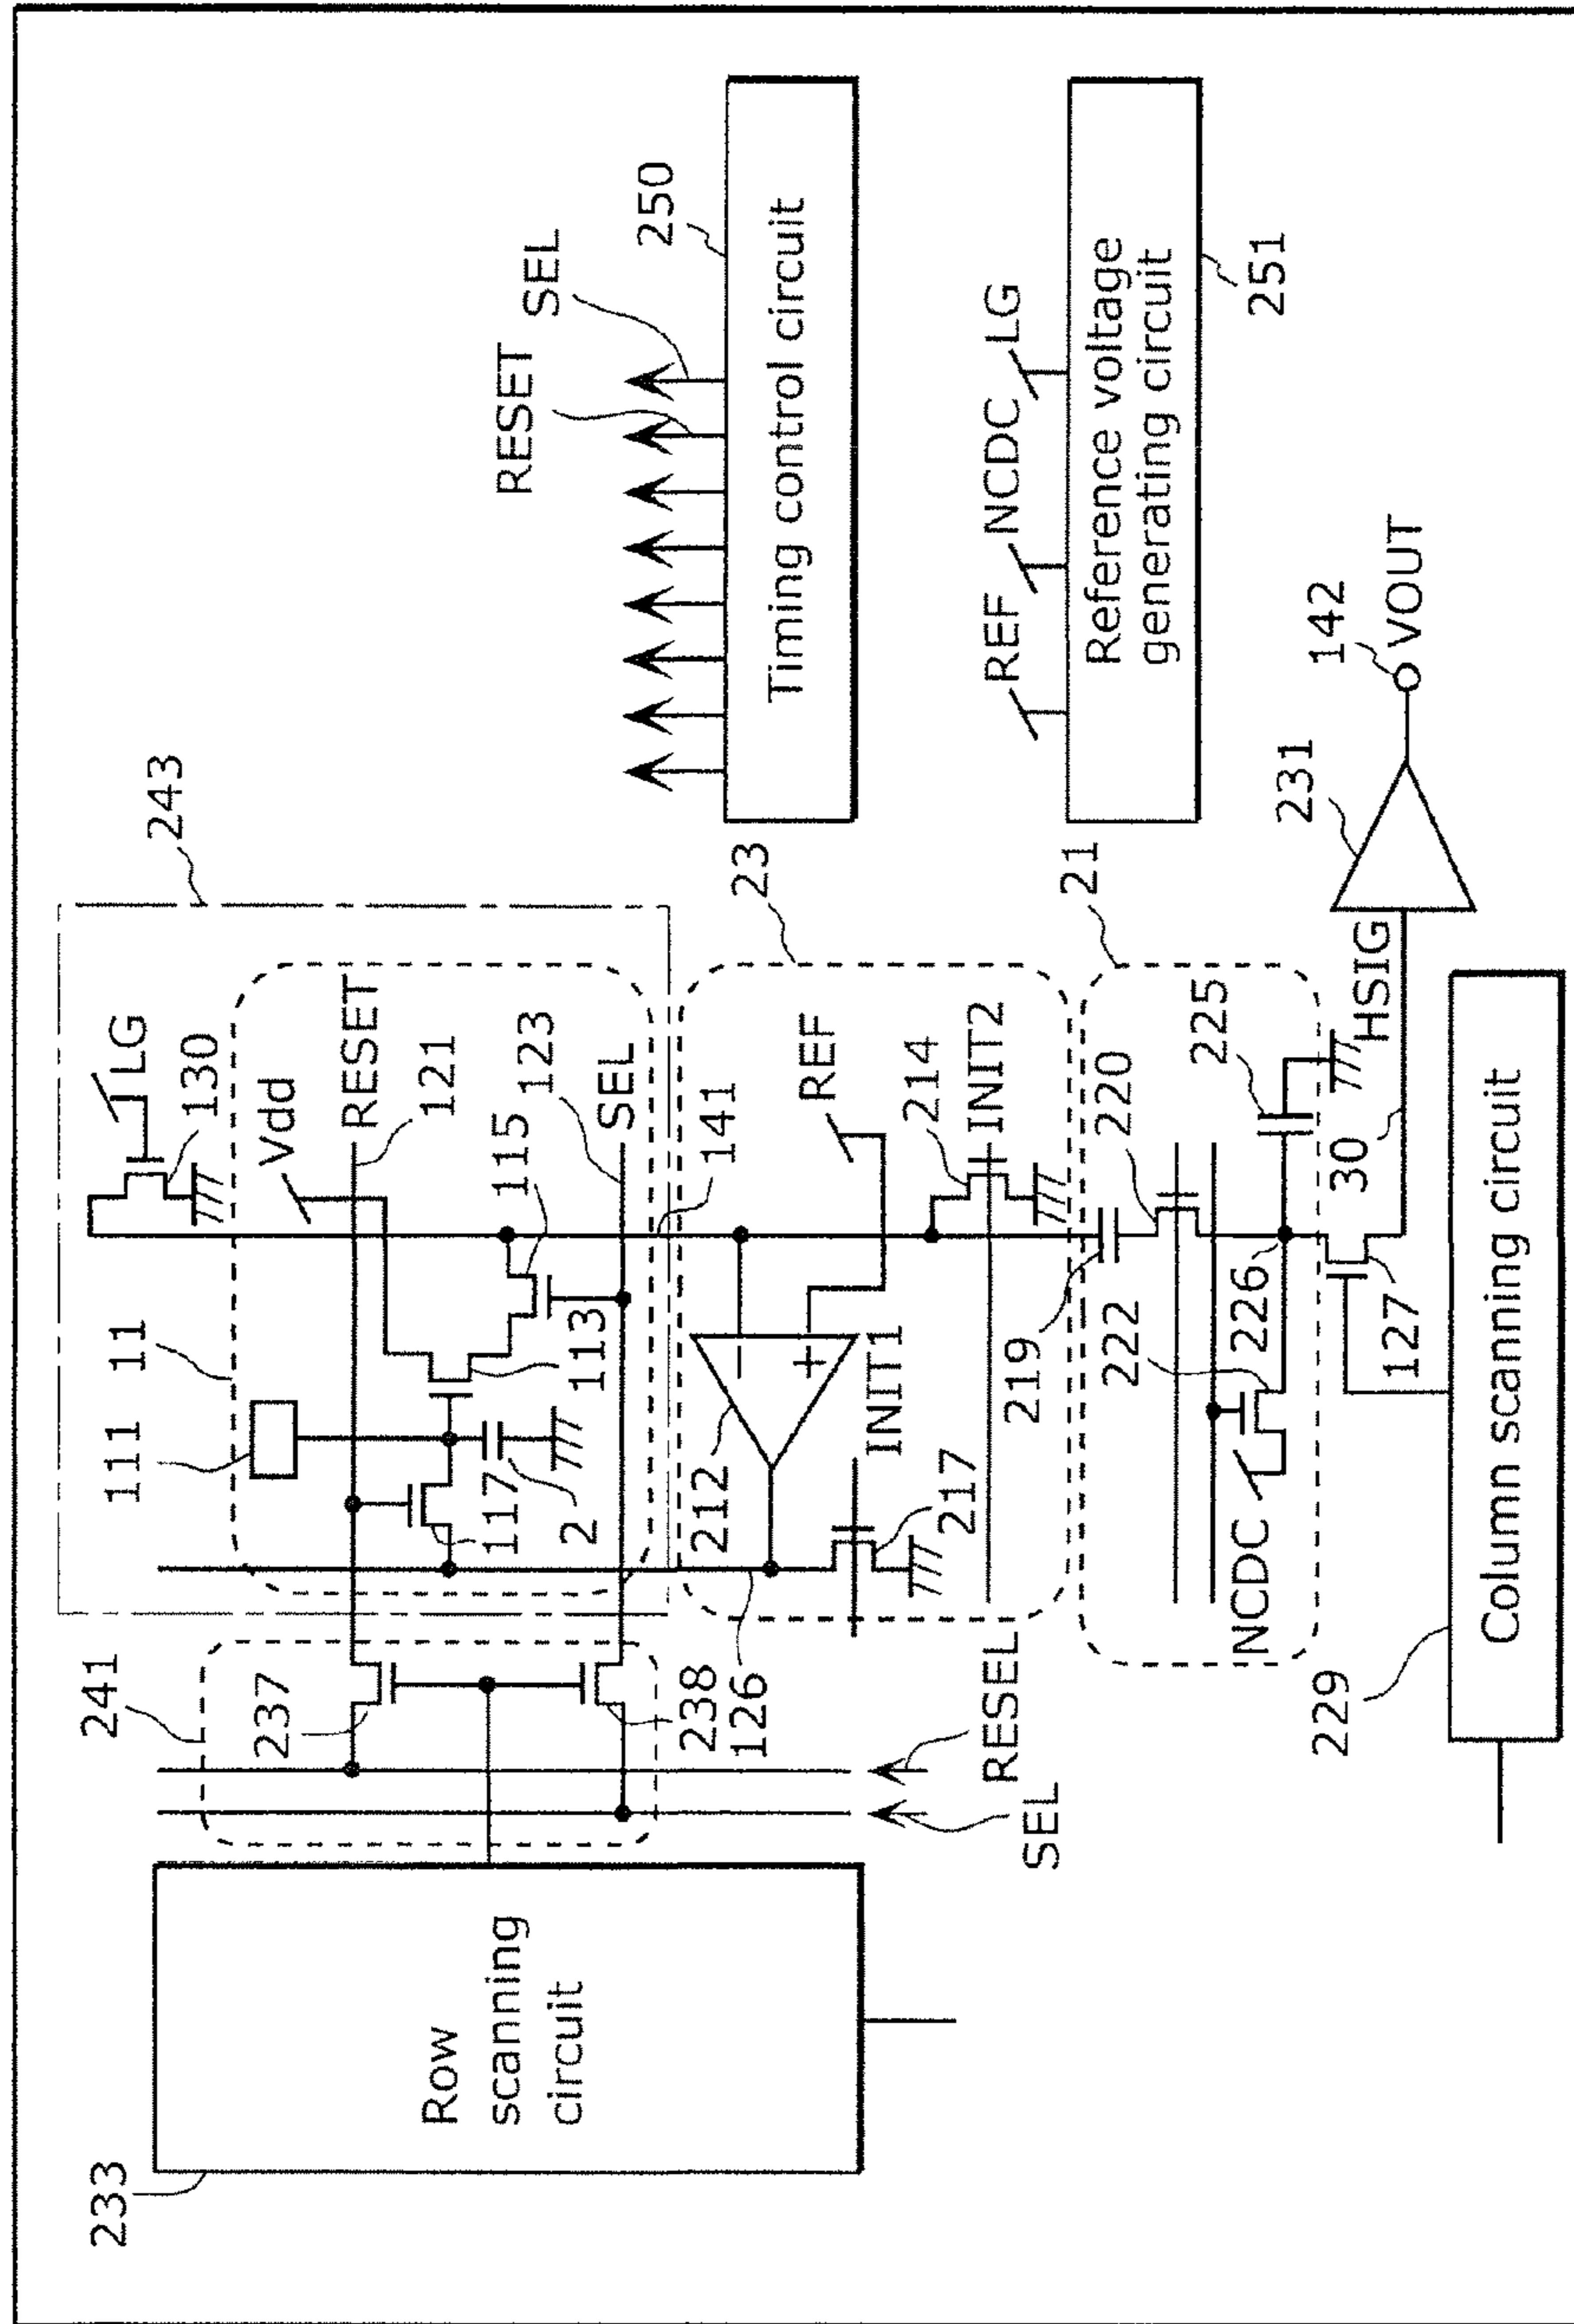 233
Row
scanning
circuit
241
237
238
126
RESEL
SEL
111
11
243
LG
130
Vdd
RESET
121
115
123
SEL
141
113
117
2
212
23
REF
214
INIT2
INIT1
217
219
220
21
225
222
226
NCDC
127
30
HSIG
229
Column scanning circuit
231
142
VOUT
RESET
SEL
250
Timing control circuit
REF
NCDC
LG
Reference voltage
generating circuit
251